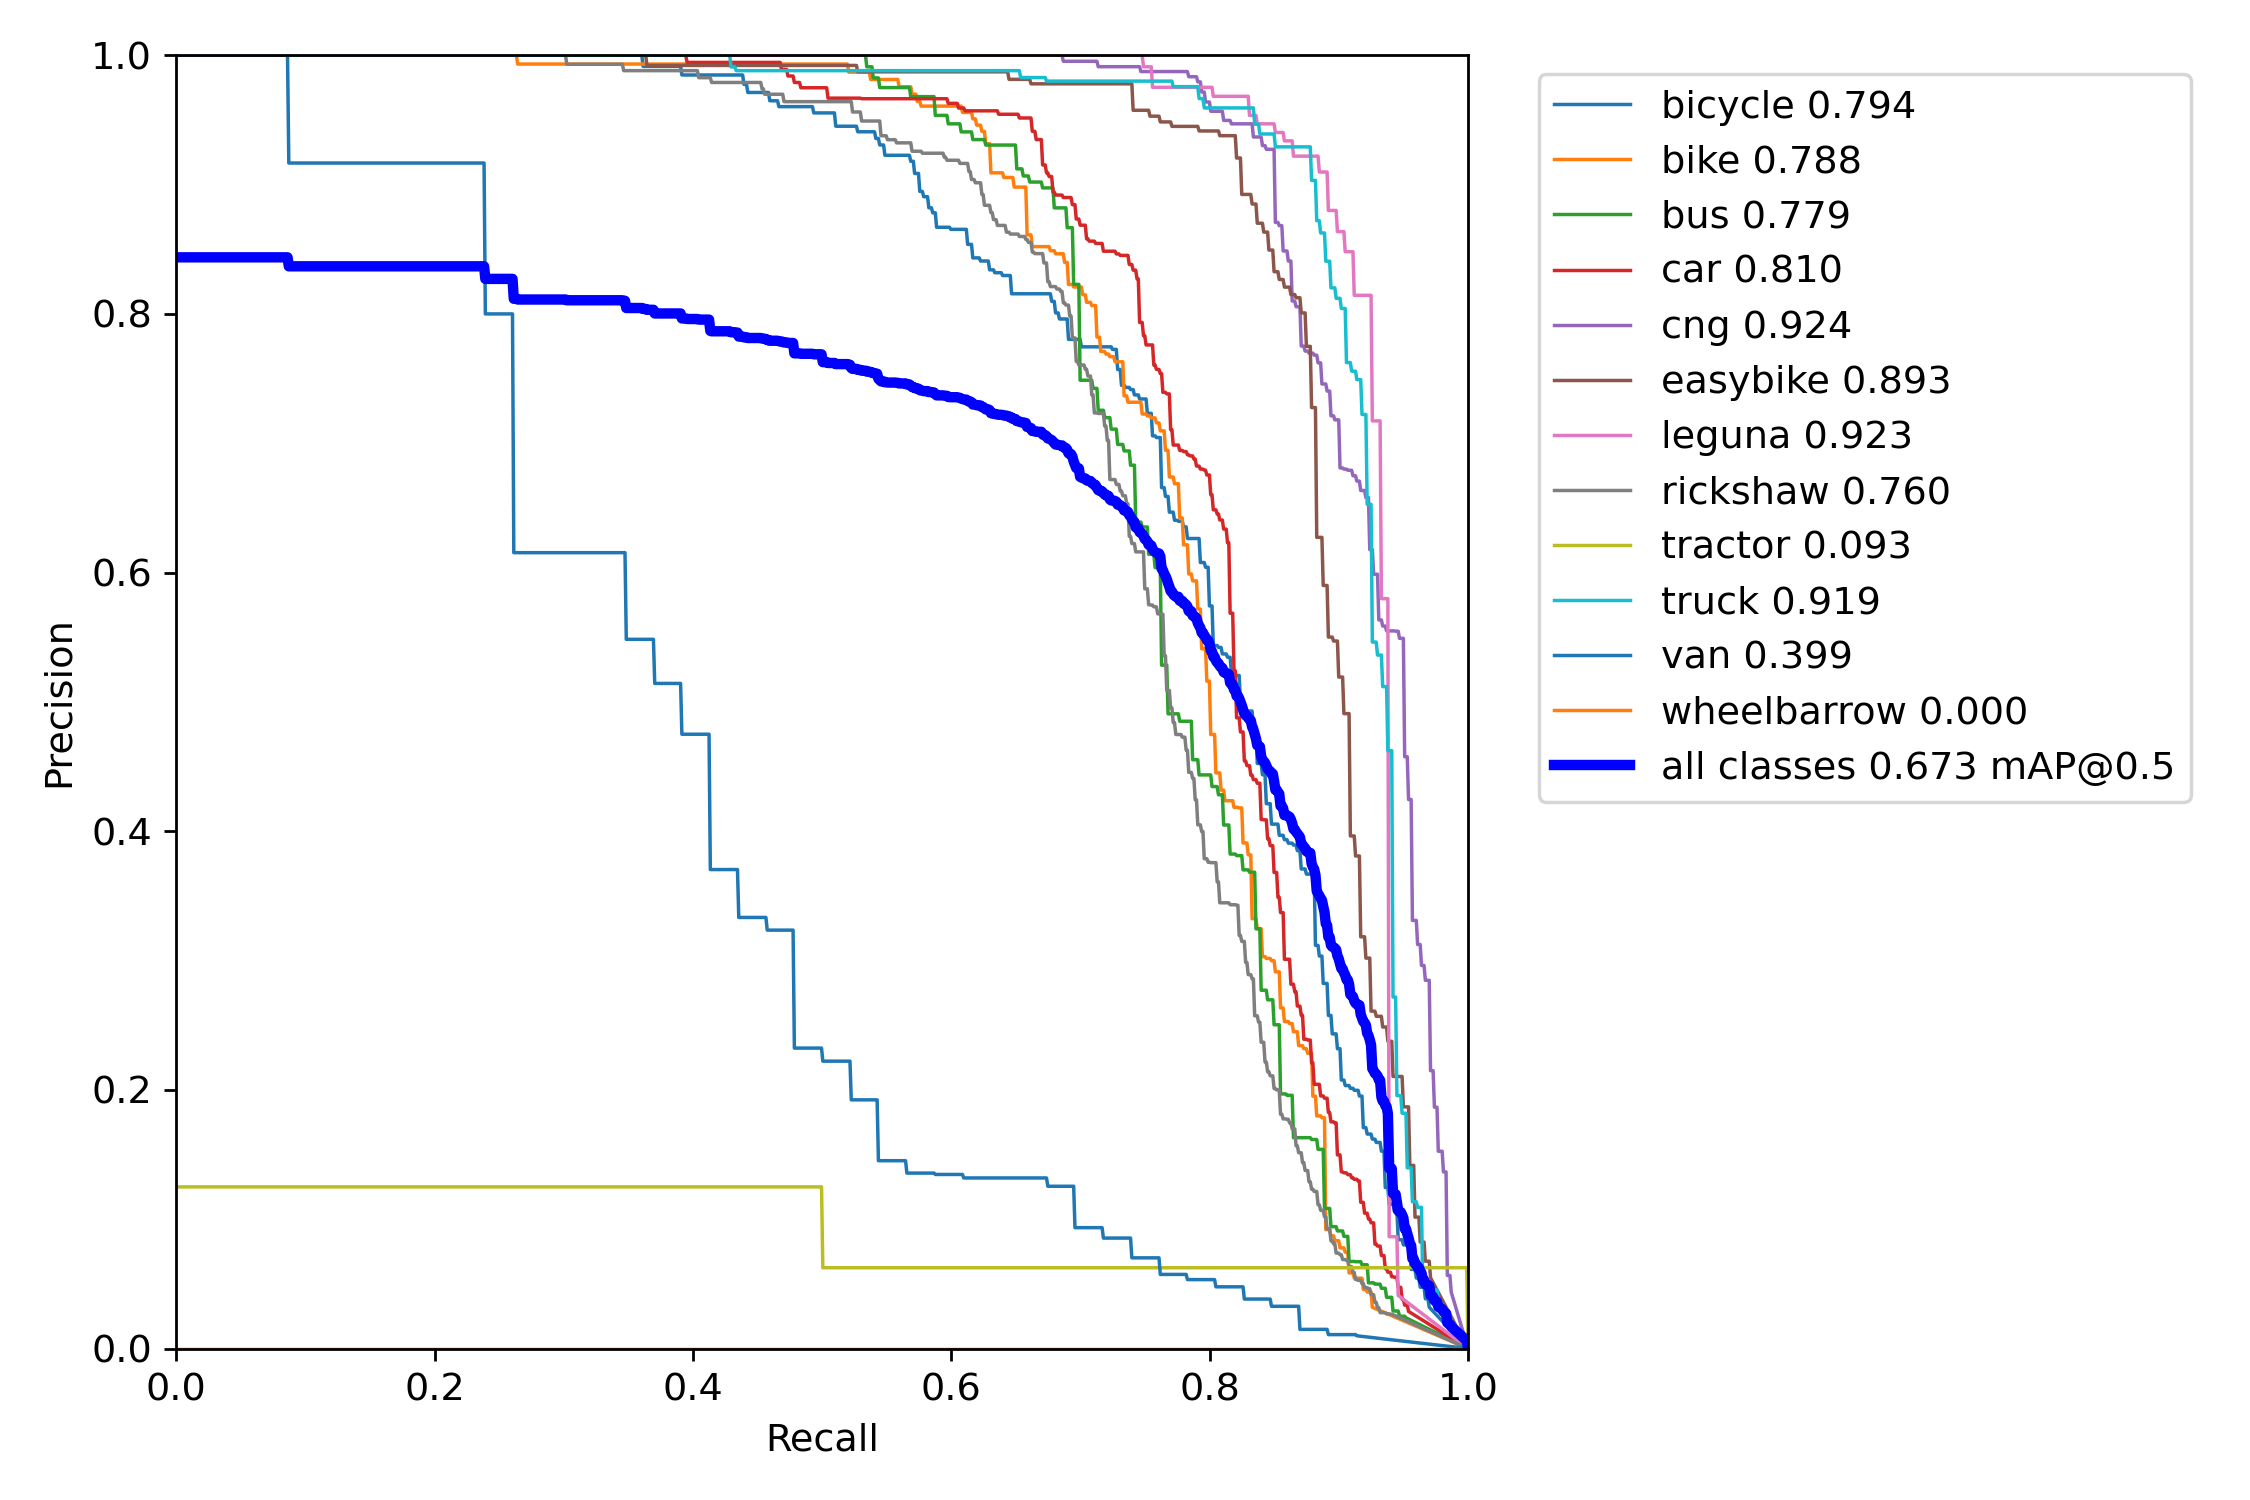 1.0
0.8
0.6
0.4
0.2
0.0
Precision
0.0 0.2 0.4 0.6 0.8 1.0
Recall
bicycle 0.794
bike 0.788
bus 0.779
car 0.810
cng 0.924
easybike 0.893
leguna 0.923
rickshaw 0.760
tractor 0.093
truck 0.919
van 0.399
wheelbarrow 0.000
all classes 0.673 mAP@0.5